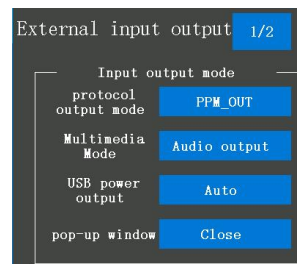 External input output 1/2
Input output mode
protocol
output mode
PPM_OUT
Multimedia
Mode
Audio output
USB power
output
Auto
pop-up window Close